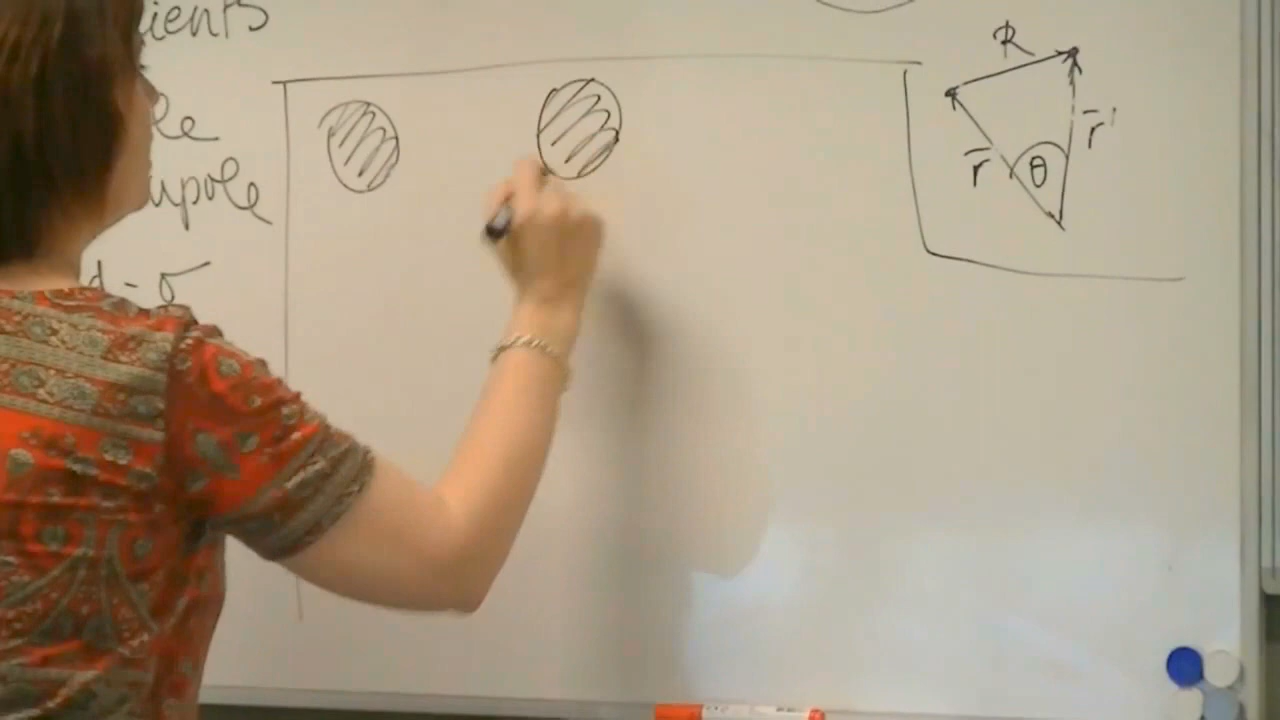 ients
le
upole
d - σ
R
r̄
θ
r̄'